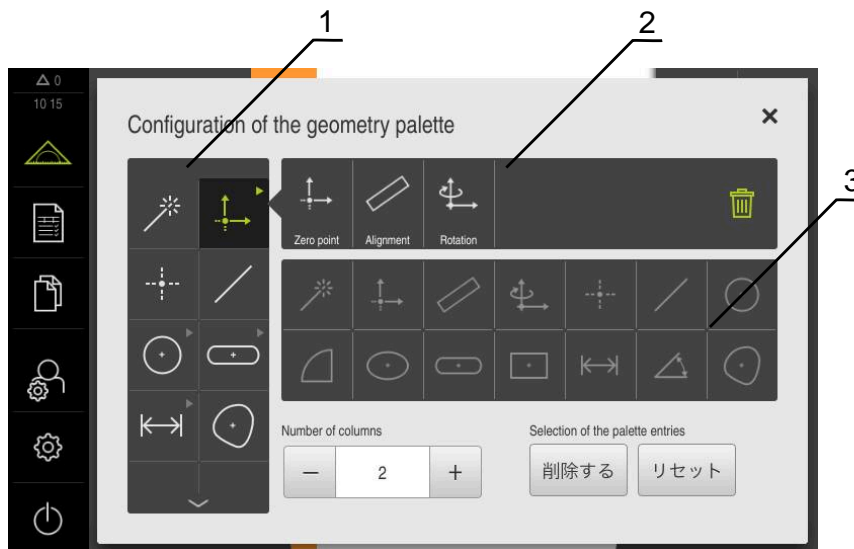 1
2
3
0
10 15
Configuration of the geometry palette
Zero point
Alignment
Rotation
Number of columns
Selection of the palette entries
2
削除する
リセット